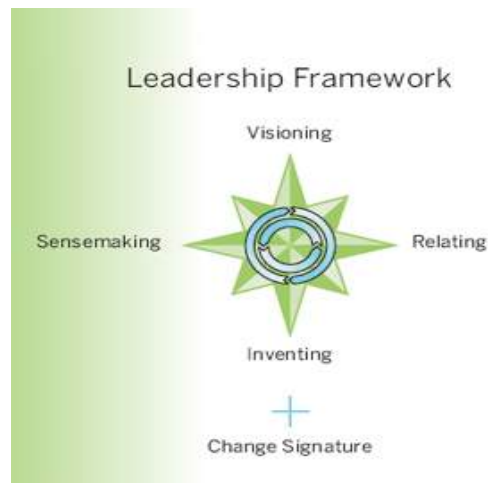 Leadership Framework
Visioning
Sensemaking
Relating
Inventing
Change Signature